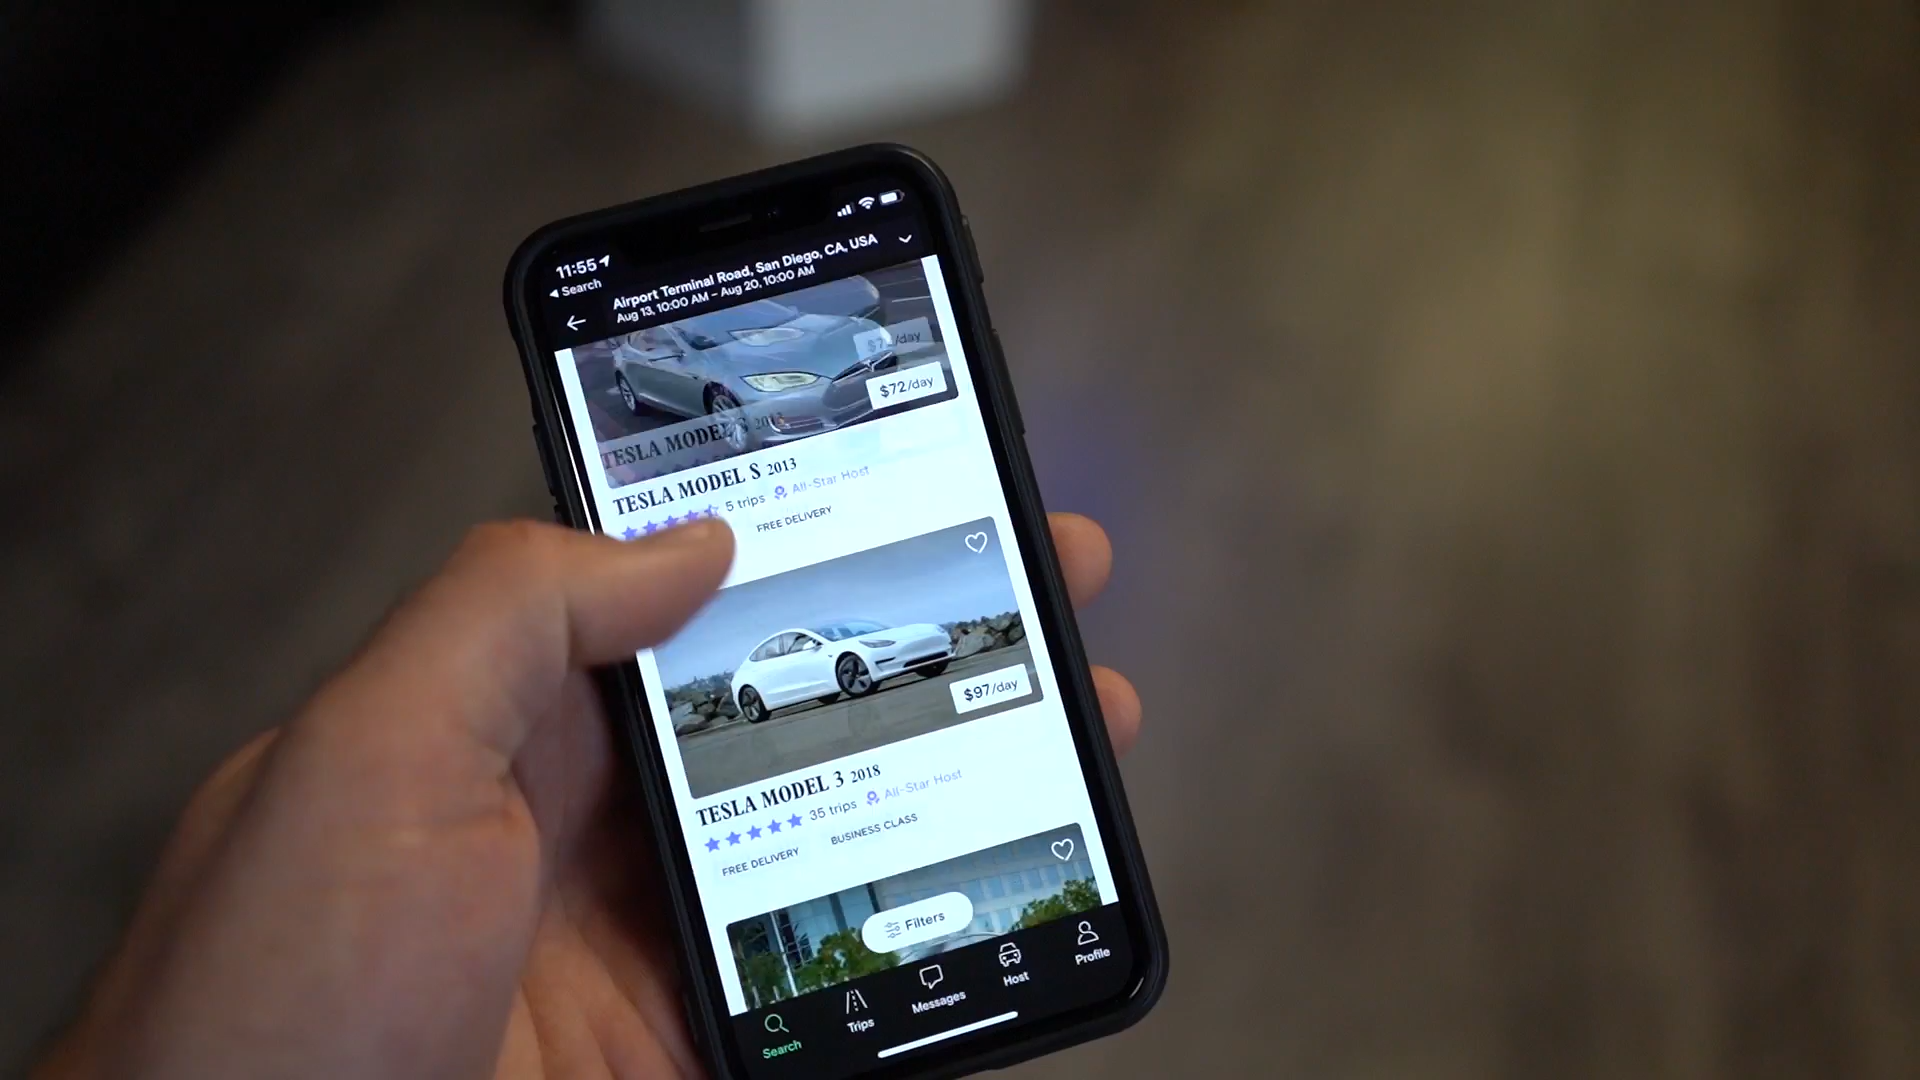 11:55
Search
Airport Terminal Road, San Diego, CA, USA
Aug 13, 10:00 AM – Aug 20, 10:00 AM
/day
$72/day
TESLA MODEL S 2013
TESLA MODEL S 2013
5 trips All-Star Host
FREE DELIVERY
$97/day
TESLA MODEL 3 2018
35 trips All-Star Host
FREE DELIVERY BUSINESS CLASS
Filters
Search Trips Messages Host Profile